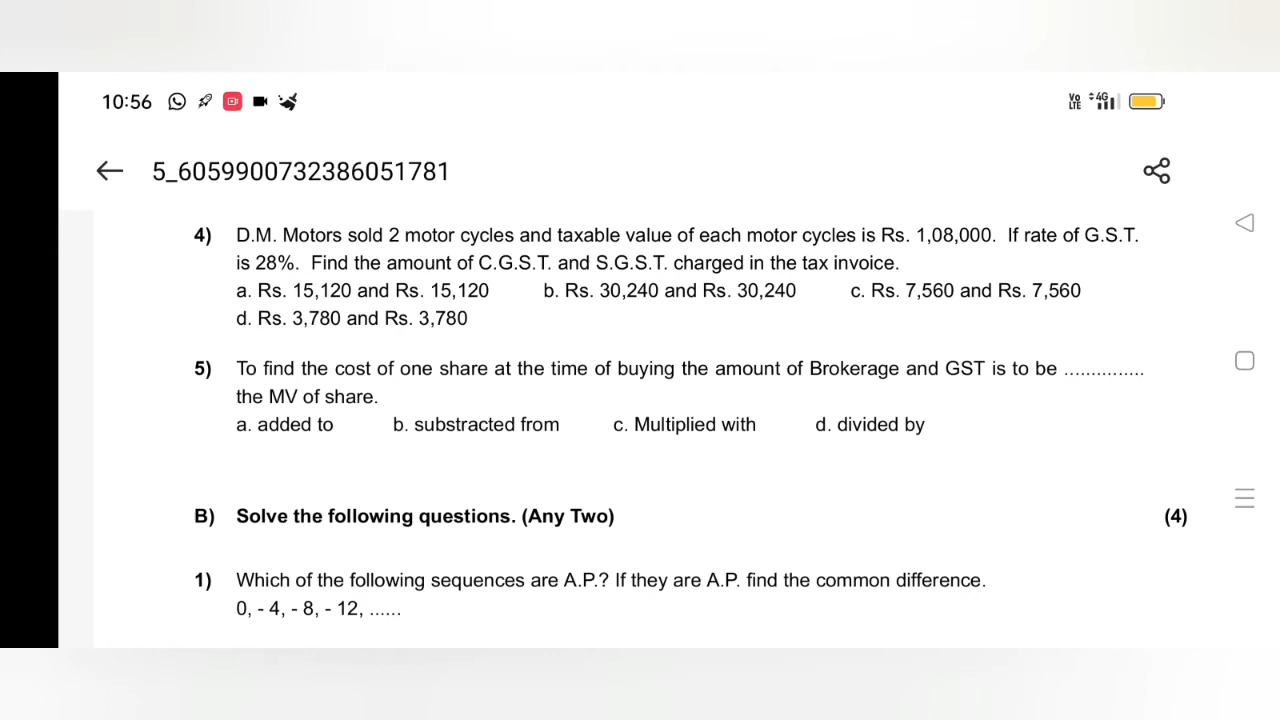 10:56
Vo LTE 4G
5_6059900732386051781
4) D.M. Motors sold 2 motor cycles and taxable value of each motor cycles is Rs. 1,08,000. If rate of G.S.T.
is 28%. Find the amount of C.G.S.T. and S.G.S.T. charged in the tax invoice.
a. Rs. 15,120 and Rs. 15,120 b. Rs. 30,240 and Rs. 30,240 c. Rs. 7,560 and Rs. 7,560
d. Rs. 3,780 and Rs. 3,780
5) To find the cost of one share at the time of buying the amount of Brokerage and GST is to be ...............
the MV of share.
a. added to b. substracted from c. Multiplied with d. divided by
B) Solve the following questions. (Any Two) (4)
1) Which of the following sequences are A.P.? If they are A.P. find the common difference.
0, - 4, - 8, - 12, ......